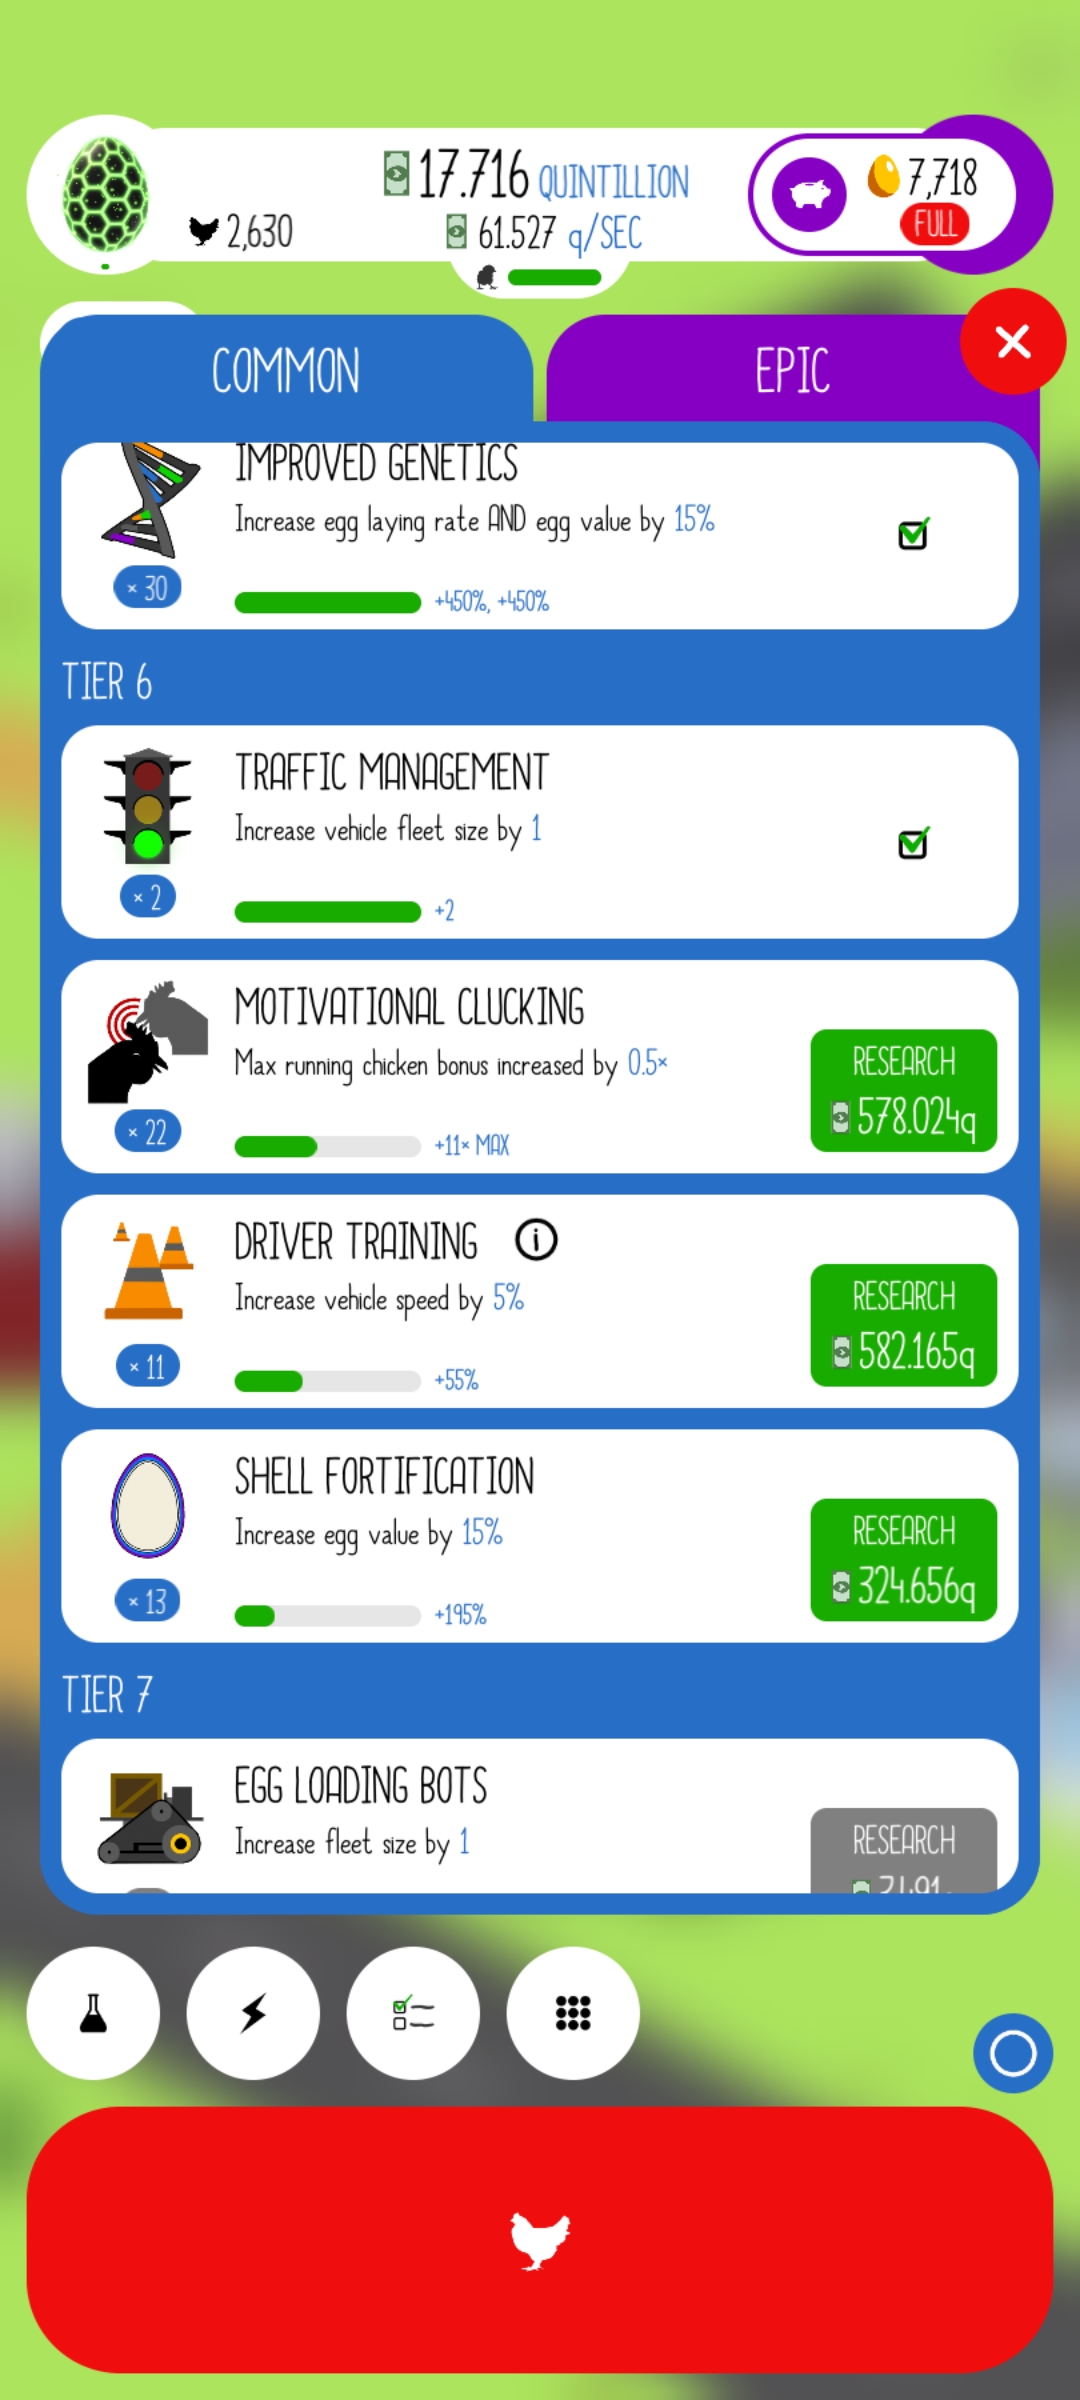 17.716 QUINTILLION
7,718
2,630
61.527 q/SEC
FULL
COMMON
EPIC
IMPROVED GENETICS
Increase egg laying rate AND egg value by 15%
× 30
+450%, +450%
TIER 6
TRAFFIC MANAGEMENT
Increase vehicle fleet size by 1
× 2
+2
MOTIVATIONAL CLUCKING
Max running chicken bonus increased by 0.5×
RESEARCH
578.024q
× 22
+11× MAX
DRIVER TRAINING i
Increase vehicle speed by 5%
RESEARCH
582.165q
× 11
+55%
SHELL FORTIFICATION
Increase egg value by 15%
RESEARCH
324.656q
× 13
+195%
TIER 7
EGG LOADING BOTS
Increase fleet size by 1
RESEARCH